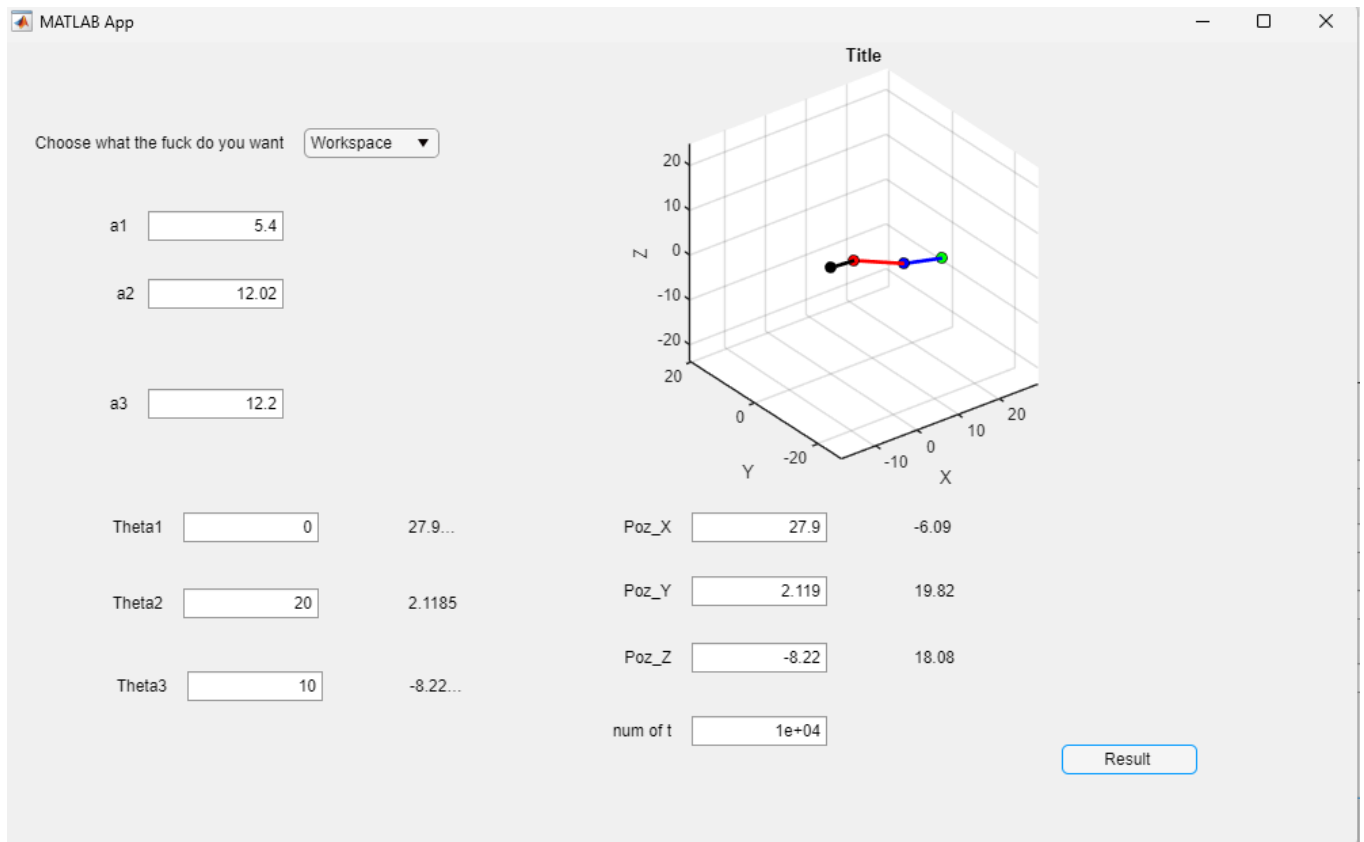 MATLAB App
Title
Choose what the fuck do you want Workspace
a1 5.4
a2 12.02
a3 12.2
20
10
0
-10
-20
Z
20
0
-20
Y
-10
0
10
20
X
Theta1 0 27.9... Poz_X 27.9 -6.09
Theta2 20 2.1185 Poz_Y 2.119 19.82
Theta3 10 -8.22... Poz_Z -8.22 18.08
num of t 1e+04
Result